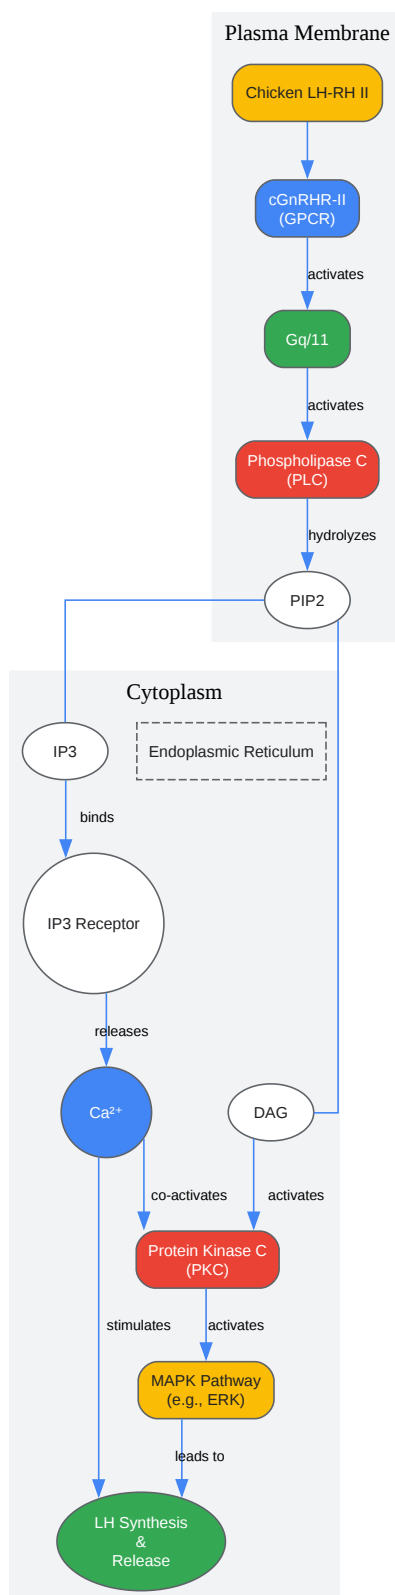 Plasma Membrane
Chicken LH-RH II
cGnRHR-II
(GPCR)
activates
Gq/11
activates
Phospholipase C
(PLC)
hydrolyzes
PIP2
Cytoplasm
IP3
Endoplasmic Reticulum
binds
IP3 Receptor
releases
Ca²⁺
DAG
co-activates
activates
Protein Kinase C
(PKC)
stimulates
activates
MAPK Pathway
(e.g., ERK)
leads to
LH Synthesis
&
Release